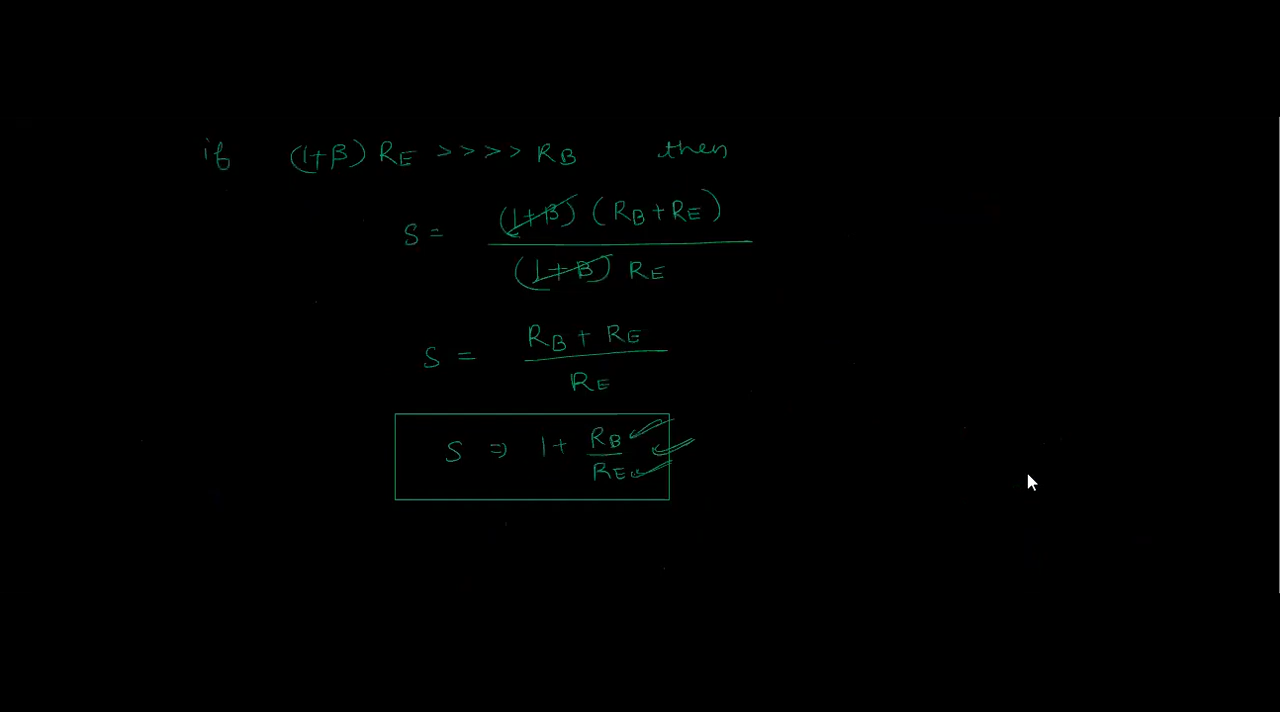 if (1+β) RE >>>> RB then
S = (1+β) (RB+RE) / (1+β) RE
S = RB + RE / RE
S ⇒ 1 + RB / RE